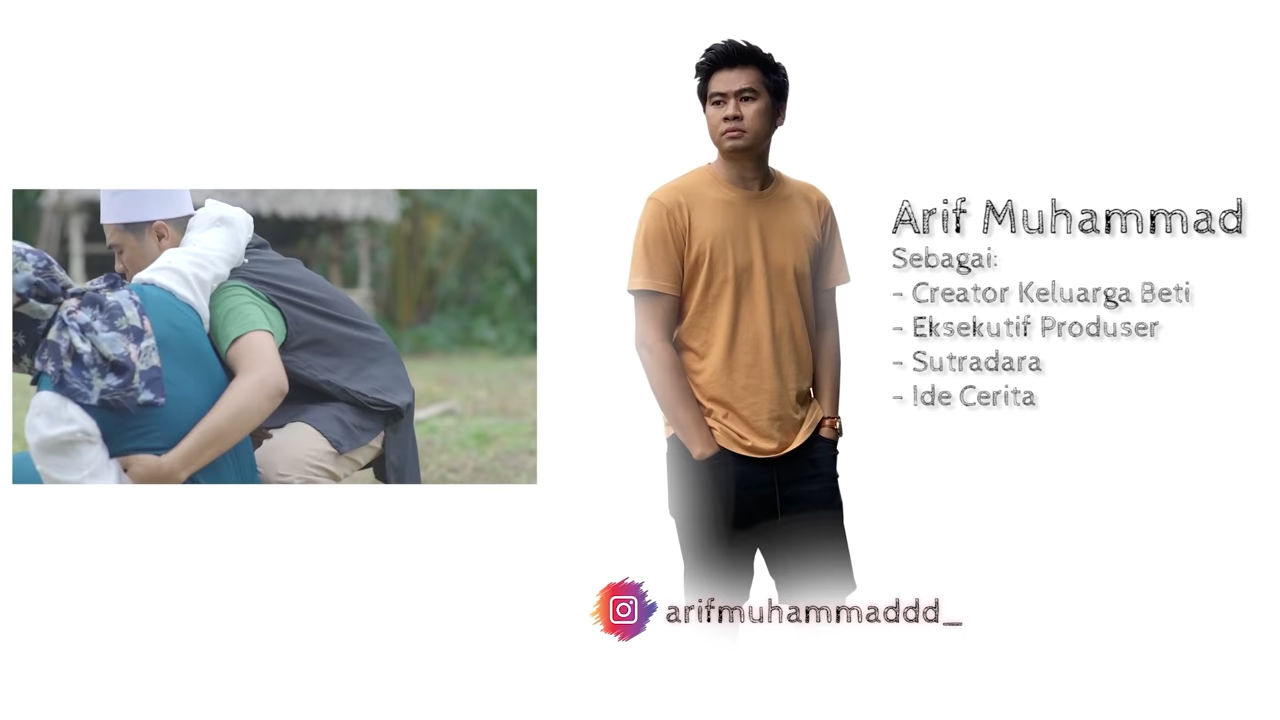 Arif Muhammad
Sebagai:
- Creator Keluarga Beti
- Eksekutif Produser
- Sutradara
- Ide Cerita
arifmuhammaddd_